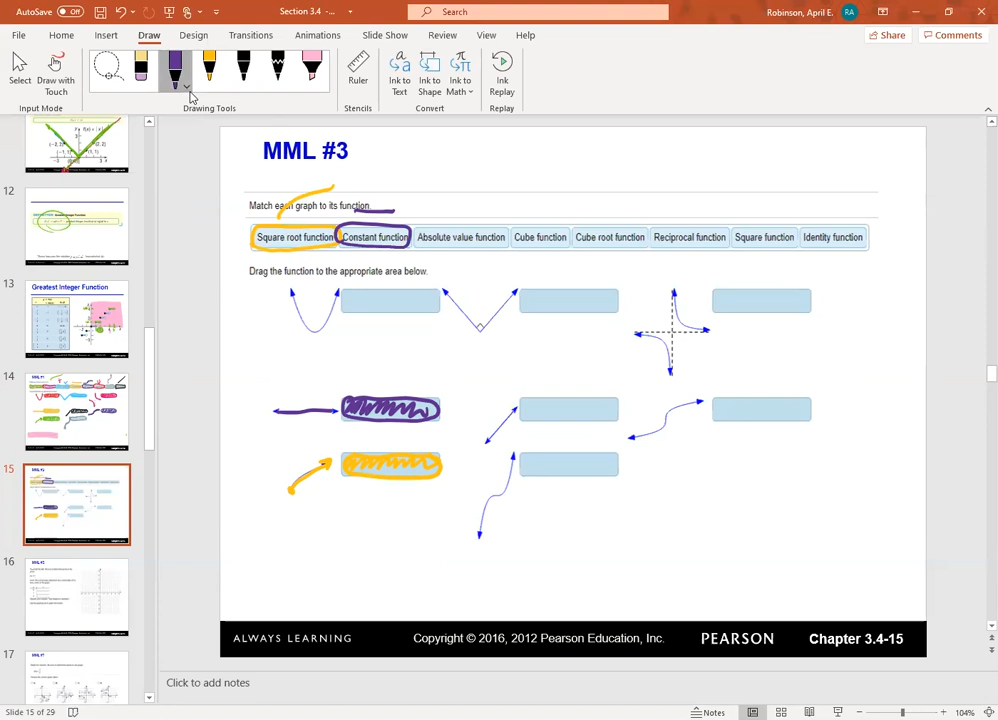 AutoSave Off Section 3.4 - Search Robinson, April E. RA
File Home Insert Draw Design Transitions Animations Slide Show Review View Help Share Comments
Select Draw with Touch Ruler Ink to Text Ink to Shape Ink to Math Ink Replay
Input Mode Drawing Tools Stencils Convert Replay
12
13
Greatest Integer Function
14
15
16
17
MML #3
Match each graph to its function.
Square root function Constant function Absolute value function Cube function Cube root function Reciprocal function Square function Identity function
Drag the function to the appropriate area below.
ALWAYS LEARNING Copyright © 2016, 2012 Pearson Education, Inc. PEARSON Chapter 3.4-15
Click to add notes
Slide 15 of 29 Notes 104%